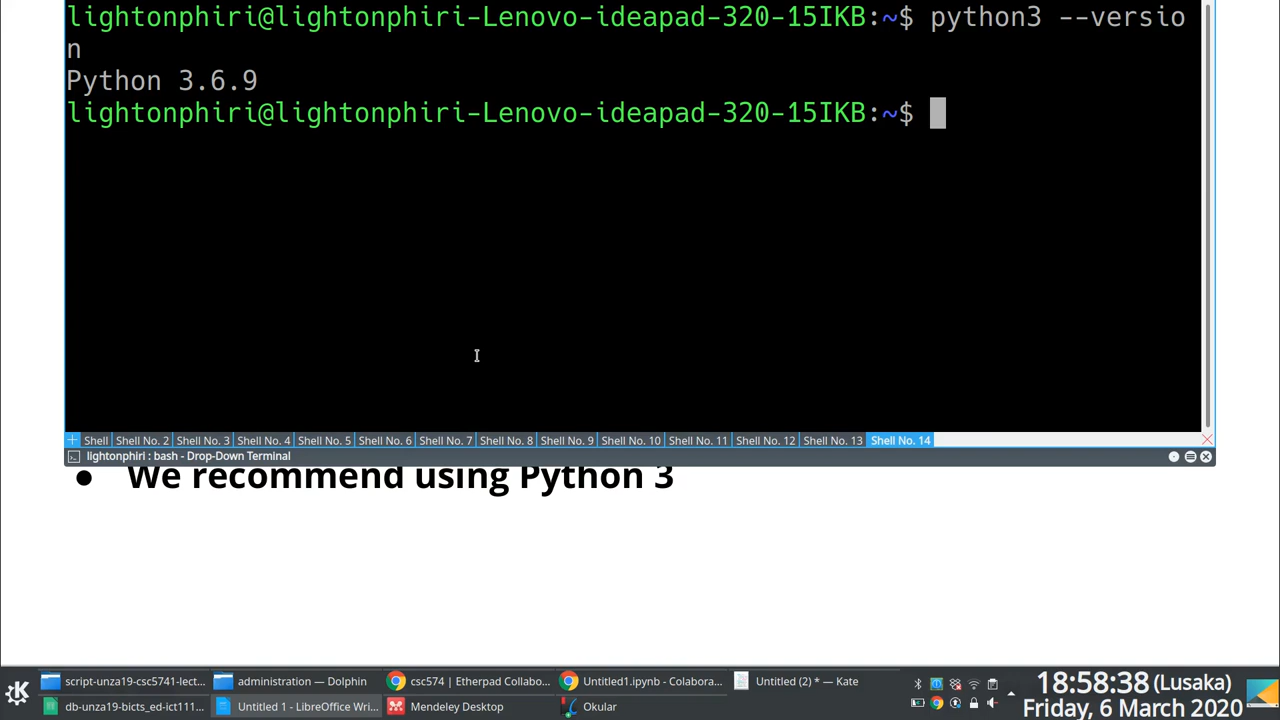 lightonphiri@lightonphiri-Lenovo-ideapad-320-15IKB:~$ python3 --versio
n
Python 3.6.9
lightonphiri@lightonphiri-Lenovo-ideapad-320-15IKB:~$
Shell Shell No. 2 Shell No. 3 Shell No. 4 Shell No. 5 Shell No. 6 Shell No. 7 Shell No. 8 Shell No. 9 Shell No. 10 Shell No. 11 Shell No. 12 Shell No. 13 Shell No. 14
lightonphiri : bash - Drop-Down Terminal
● We recommend using Python 3
script-unza19-csc5741-lect... administration — Dolphin csc574 | Etherpad Collabo... Untitled1.ipynb - Colabora... Untitled (2) * — Kate
db-unza19-bicts_ed-ict111... Untitled 1 - LibreOffice Wri... Mendeley Desktop Okular
18:58:38 (Lusaka)
Friday, 6 March 2020